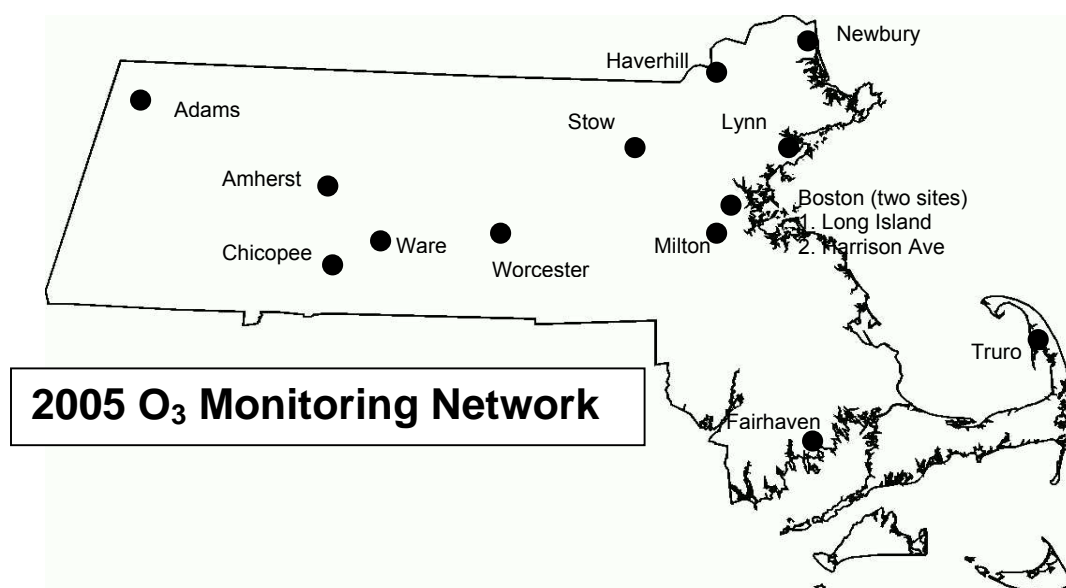 Newbury
Haverhill
Adams
Stow
Lynn
Amherst
Boston (two sites)
1. Long Island
2. Harrison Ave
Milton
Ware
Chicopee
Worcester
Truro
2005 O₃ Monitoring Network
Fairhaven